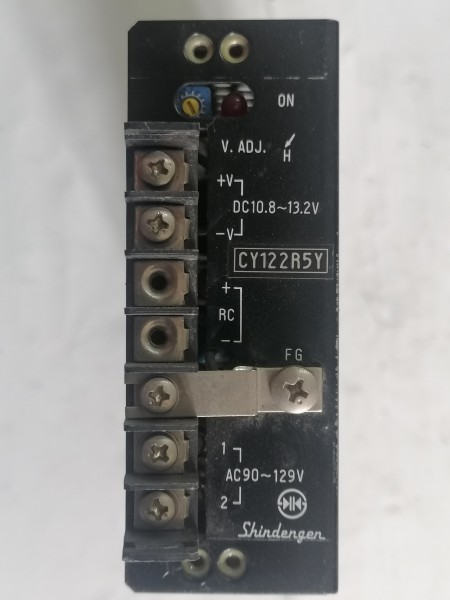 ON
V. ADJ.
H
+V
DC10.8~13.2V
-V
CY122R5Y
+
RC
-
FG
1
AC90~129V
2
Shindengen